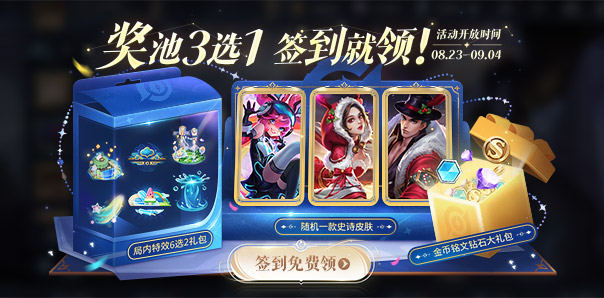 奖池3选1 签到就领!
活动开放时间
08.23-09.04
局内特效6选2礼包
随机一款史诗皮肤
金币铭文钻石大礼包
签到免费领